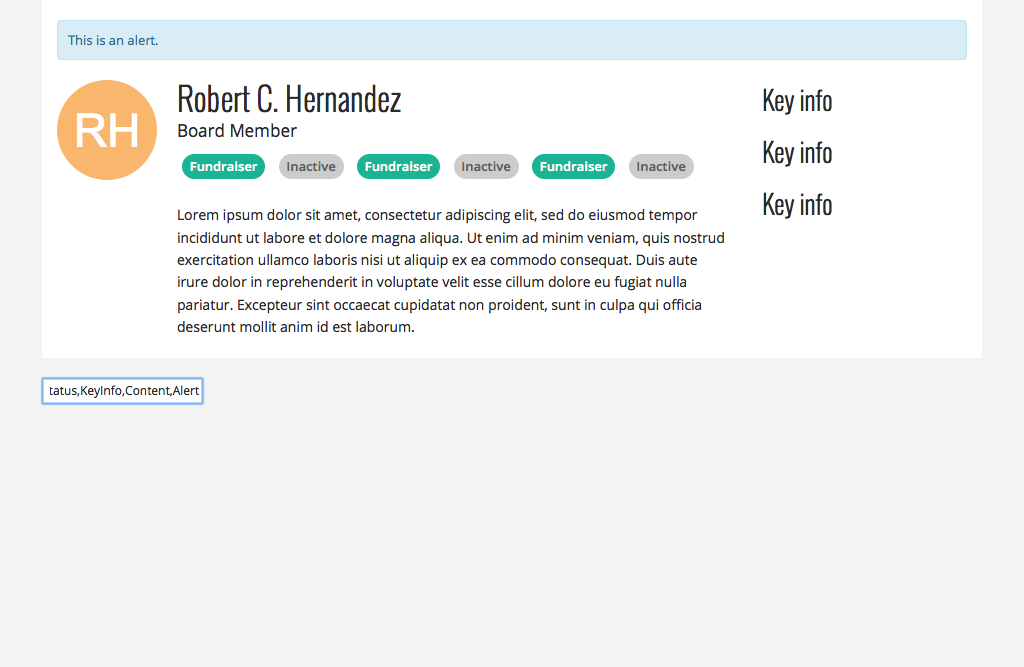 This is an alert.
RH
Robert C. Hernandez
Board Member
Fundraiser Inactive Fundraiser Inactive Fundraiser Inactive
Lorem ipsum dolor sit amet, consectetur adipiscing elit, sed do eiusmod tempor
incididunt ut labore et dolore magna aliqua. Ut enim ad minim veniam, quis nostrud
exercitation ullamco laboris nisi ut aliquip ex ea commodo consequat. Duis aute
irure dolor in reprehenderit in voluptate velit esse cillum dolore eu fugiat nulla
pariatur. Excepteur sint occaecat cupidatat non proident, sunt in culpa qui officia
deserunt mollit anim id est laborum.
Key info
Key info
Key info
tatus,KeyInfo,Content,Alert